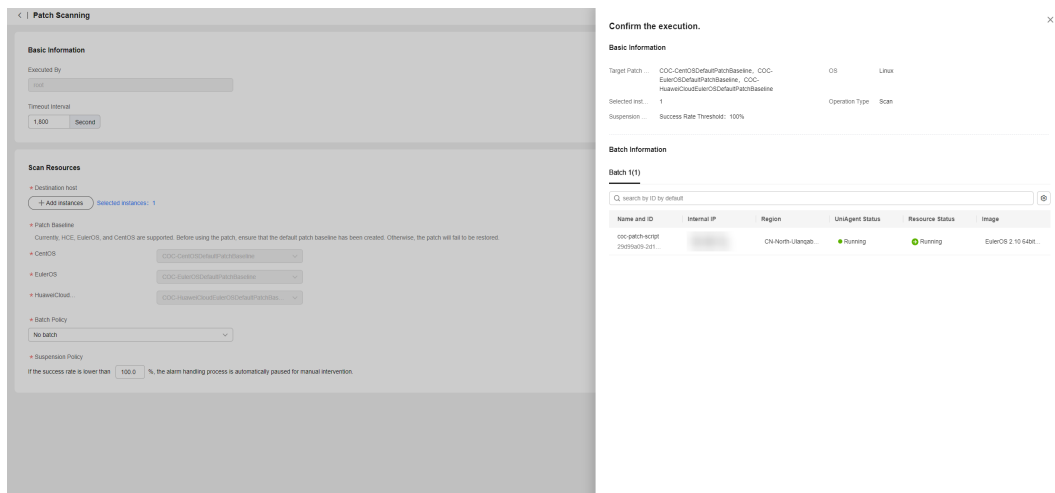 Patch Scanning
Basic Information
Executed By
root
Timeout Interval
1,800 Second
Scan Resources
* Destination host
+ Add instances Selected instances: 1
* Patch Baseline
Currently, HCE, EulerOS, and CentOS are supported. Before using the patch, ensure that the default patch baseline has been created. Otherwise, the patch will fail to be restored.
* CentOS COC-CentOSDefaultPatchBaseline
* EulerOS COC-EulerOSDefaultPatchBaseline
* HuaweiCloud... COC-HuaweiCloudEulerOSDefaultPatchBas...
* Batch Policy
No batch
* Suspension Policy
If the success rate is lower than 100.0 %, the alarm handling process is automatically paused for manual intervention.
Confirm the execution.
Basic Information
Target Patch ... COC-CentOSDefaultPatchBaseline, COC-
EulerOSDefaultPatchBaseline, COC-
HuaweiCloudEulerOSDefaultPatchBaseline
OS Linux
Selected inst... 1 Operation Type Scan
Suspension ... Success Rate Threshold: 100%
Batch Information
Batch 1(1)
search by ID by default
Name and ID Internal IP Region UniAgent Status Resource Status Image
coc-patch-script
29d99a09-2d1...
CN-North-Ulanqab... Running Running EulerOS 2.10 64bit...